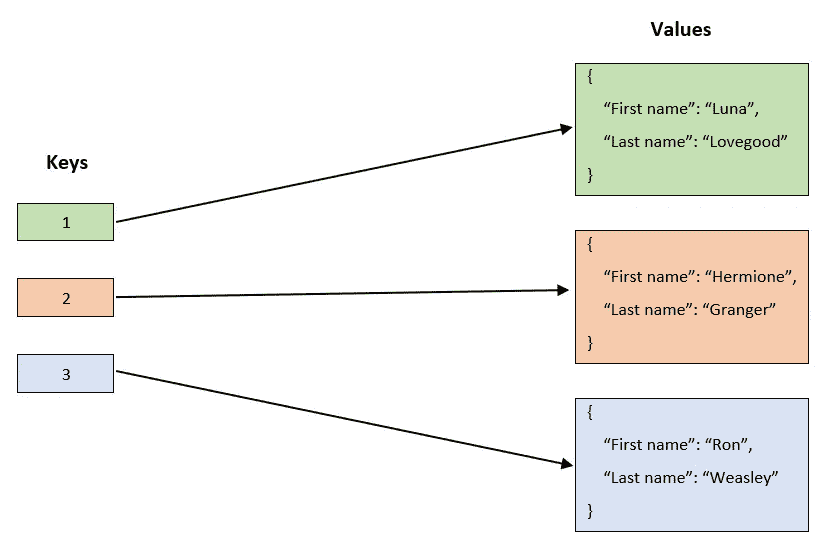 Values
{
“First name”: “Luna”,
“Last name”: “Lovegood”
}
Keys
1
2
3
{
“First name”: “Hermione”,
“Last name”: “Granger”
}
{
“First name”: “Ron”,
“Last name”: “Weasley”
}